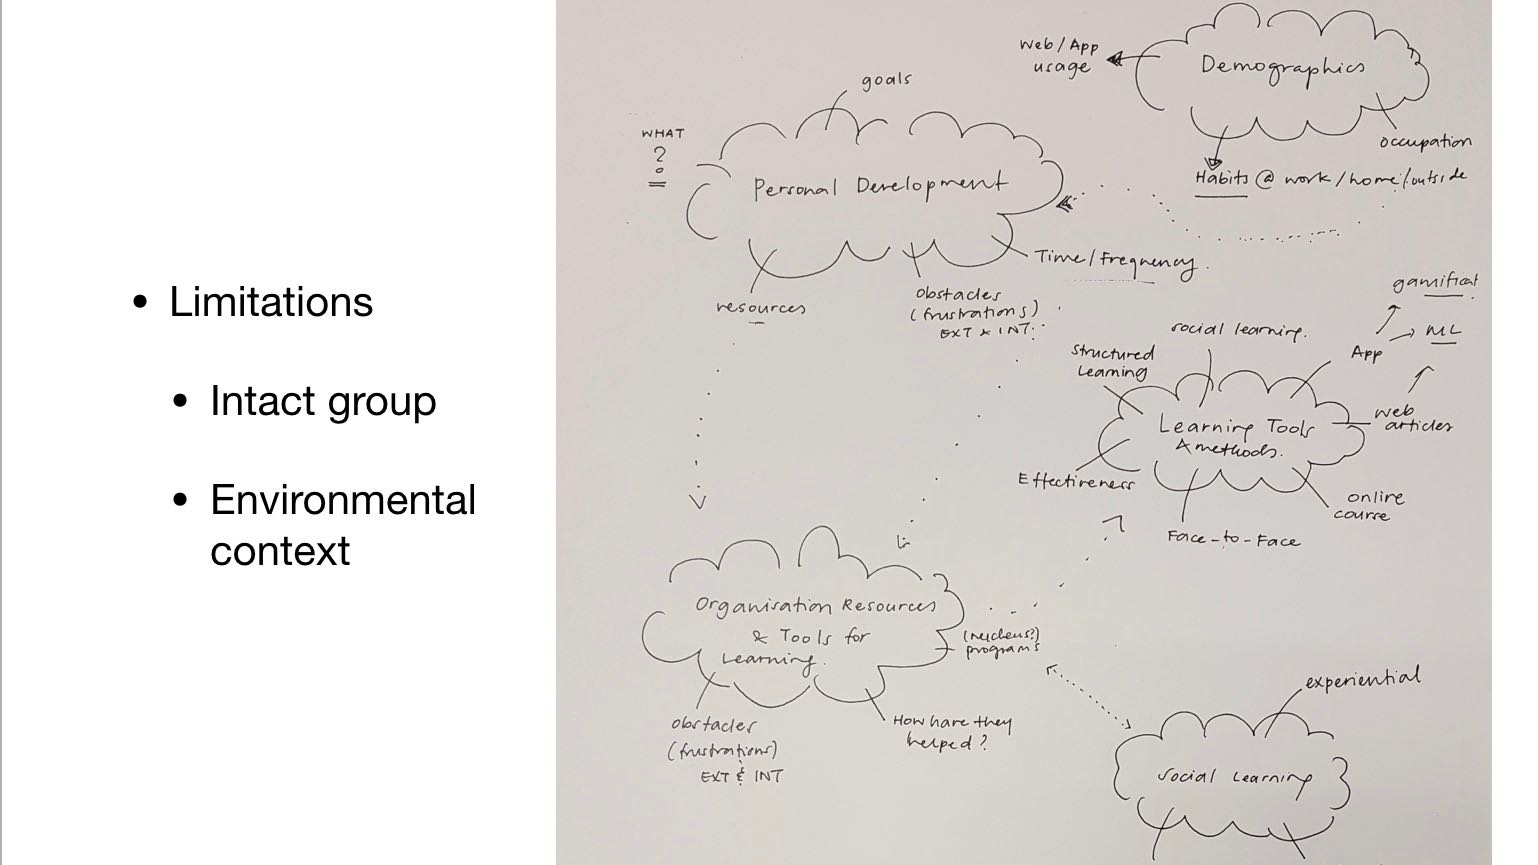 • Limitations
• Intact group
• Environmental
context
Web/App
usage
Demographics
occupation
Habits @ work/home/outside
goals
WHAT
?
Personal Development
Time/Frequency.
resources
obstacles
(frustrations)
EXT & INT.
gamificat
ML
App
social learning.
Structured
Learning
web
articles
Learning Tools
& methods.
Effectiveness
online
course
Face-to-Face
Organisation Resources
& Tools for
Learning.
(Nucleus?)
programs
obstacles
(frustrations)
EXT & INT
How have they
helped?
experiential
Social Learning